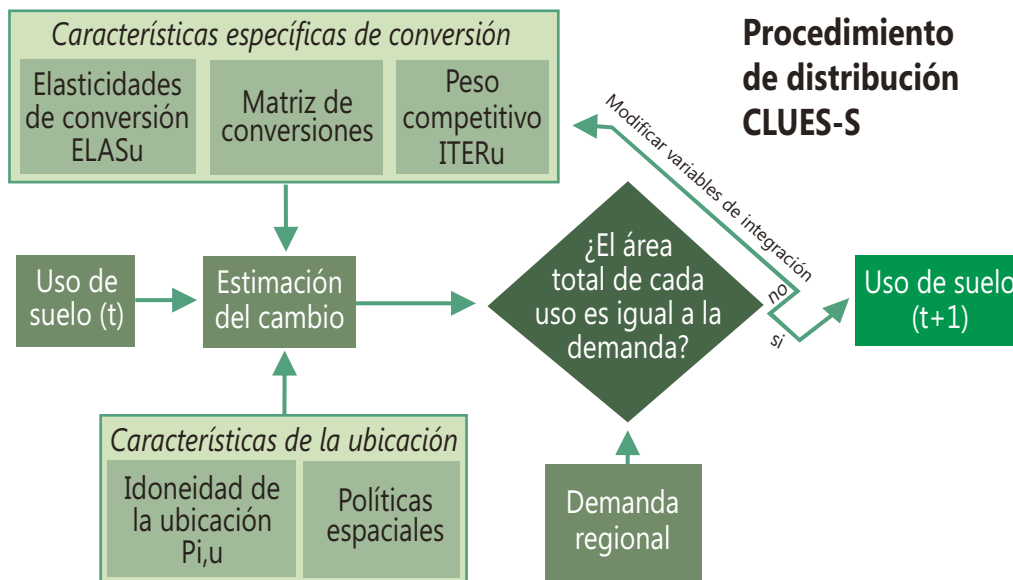 Características específicas de conversión
Elasticidades
de conversión
ELASu
Matriz de
conversiones
Peso
competitivo
ITERu
Procedimiento
de distribución
CLUES-S
Modificar variables de integración
Uso de
suelo (t)
Estimación
del cambio
¿El área
total de cada
uso es igual a la
demanda?
no
si
Uso de suelo
(t+1)
Características de la ubicación
Idoneidad de
la ubicación
Pi,u
Políticas
espaciales
Demanda
regional